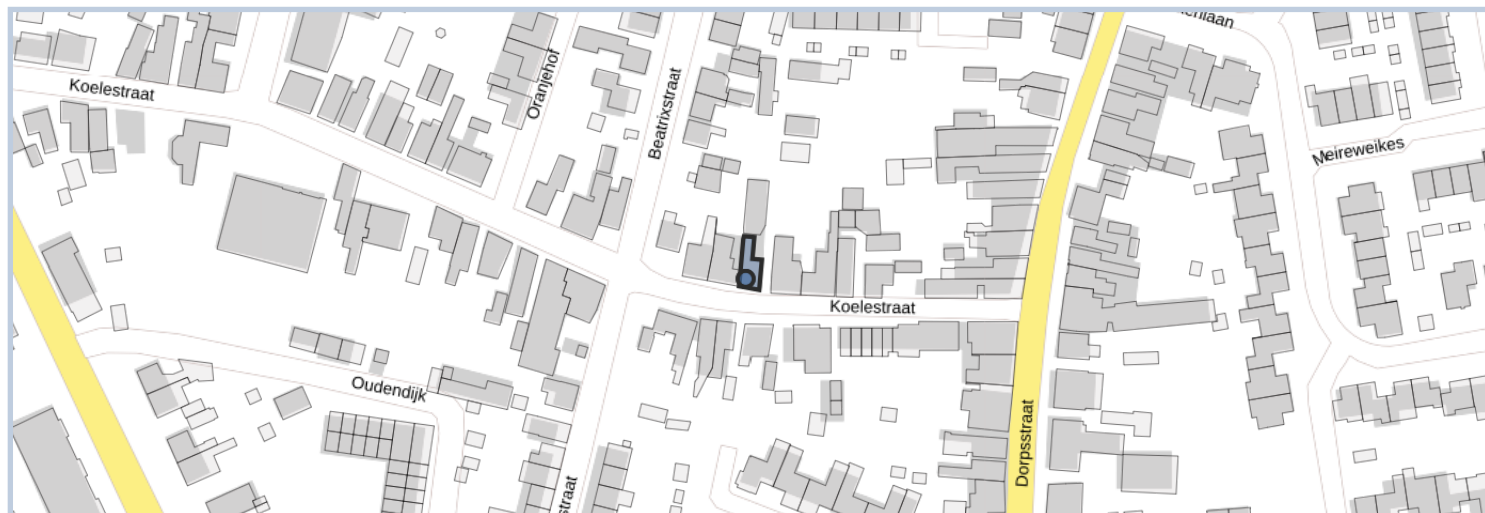 Koelestraat
Oranjehof
Beatrixstraat
Meireweikes
Koelestraat
Oudendijk
Dorpsstraat